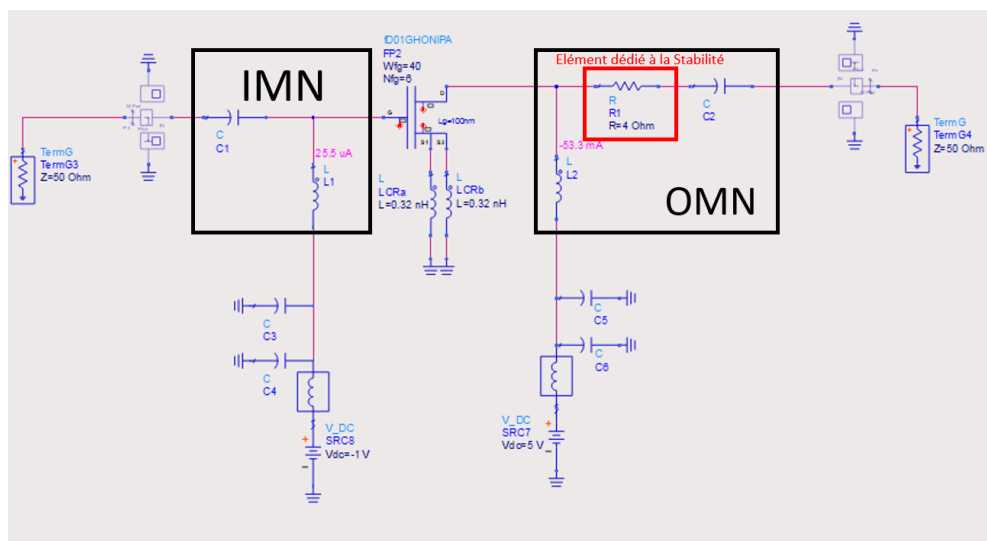 IMN
C
C1
25.5 uA
L
L1
TermG
TermG3
Z=50 Ohm
fD01GHONIPA
FP2
Wfg=40
Nfg=6
G
D
Lg=100nm
S1
S2
L
LCRa
L=0.32 nH
L
LCRb
L=0.32 nH
Elément dédié à la Stabilité
R
R1
R=4 Ohm
C
C2
-53.3 mA
L
L2
OMN
TermG
TermG4
Z=50 Ohm
C
C3
C
C4
V_DC
SRC8
Vdc=-1 V
C
C5
C
C6
V_DC
SRC7
Vdc=5 V